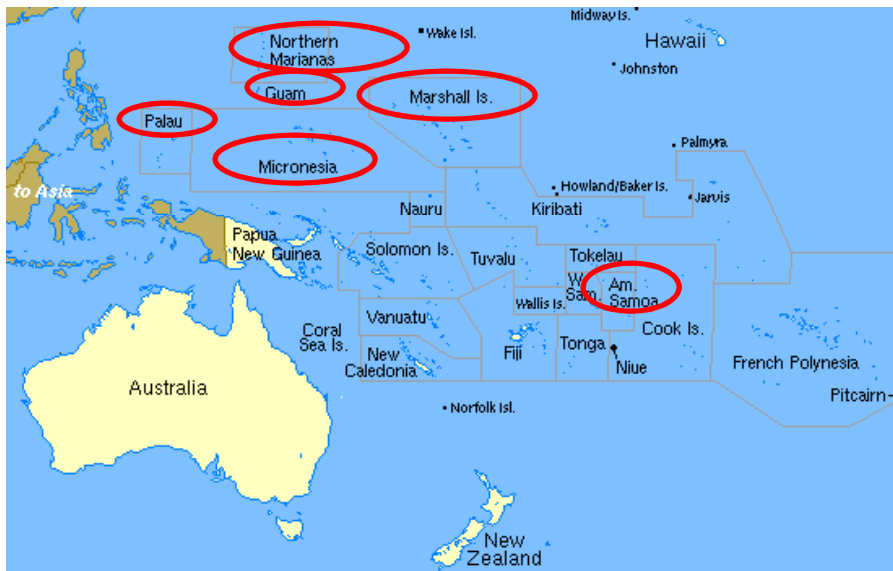 Midway Is.
Northern
Marianas
Wake Isl.
Hawaii
Johnston
Guam
Marshall Is.
Palau
Palmyra
Micronesia
to Asia
Howland/Baker Is.
Jarvis
Nauru
Kiribati
Papua
New Guinea
Solomon Is.
Tuvalu
Tokelau
W.
Sam.
Am.
Samoa
Wallis Is.
Coral
Sea Is.
Vanuatu
Cook Is.
New
Caledonia
Fiji
Tonga
Niue
French Polynesia
Australia
Pitcairn
Norfolk Isl.
New
Zealand